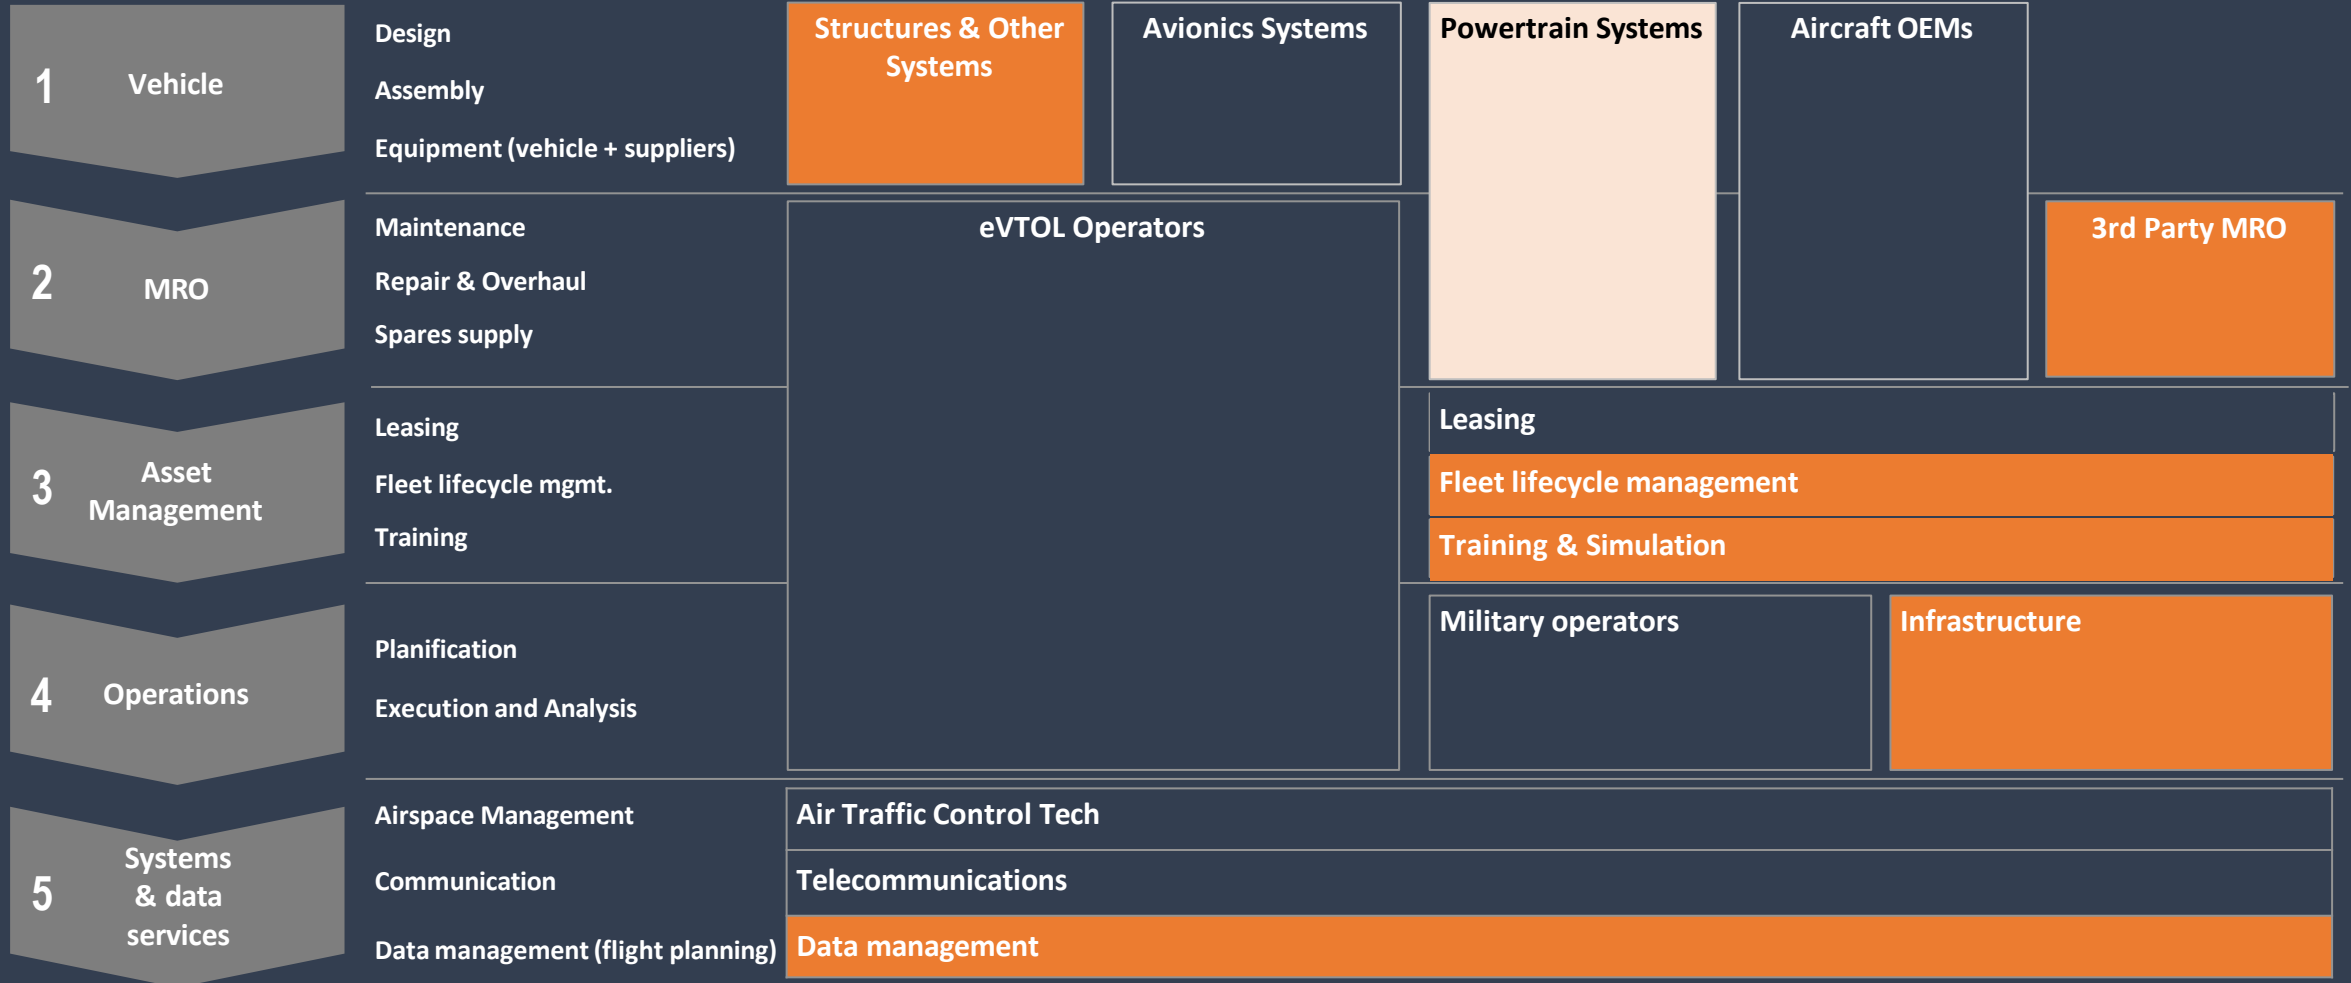 1
Vehicle
Design
Assembly
Equipment (vehicle + suppliers)
Structures & Other
Systems
Avionics Systems
Powertrain Systems
Aircraft OEMs
2
MRO
Maintenance
Repair & Overhaul
Spares supply
eVTOL Operators
3rd Party MRO
3
Asset
Management
Leasing
Fleet lifecycle mgmt.
Training
Leasing
Fleet lifecycle management
Training & Simulation
4
Operations
Planification
Execution and Analysis
Military operators
Infrastructure
5
Systems
& data
services
Airspace Management
Communication
Data management (flight planning)
Air Traffic Control Tech
Telecommunications
Data management